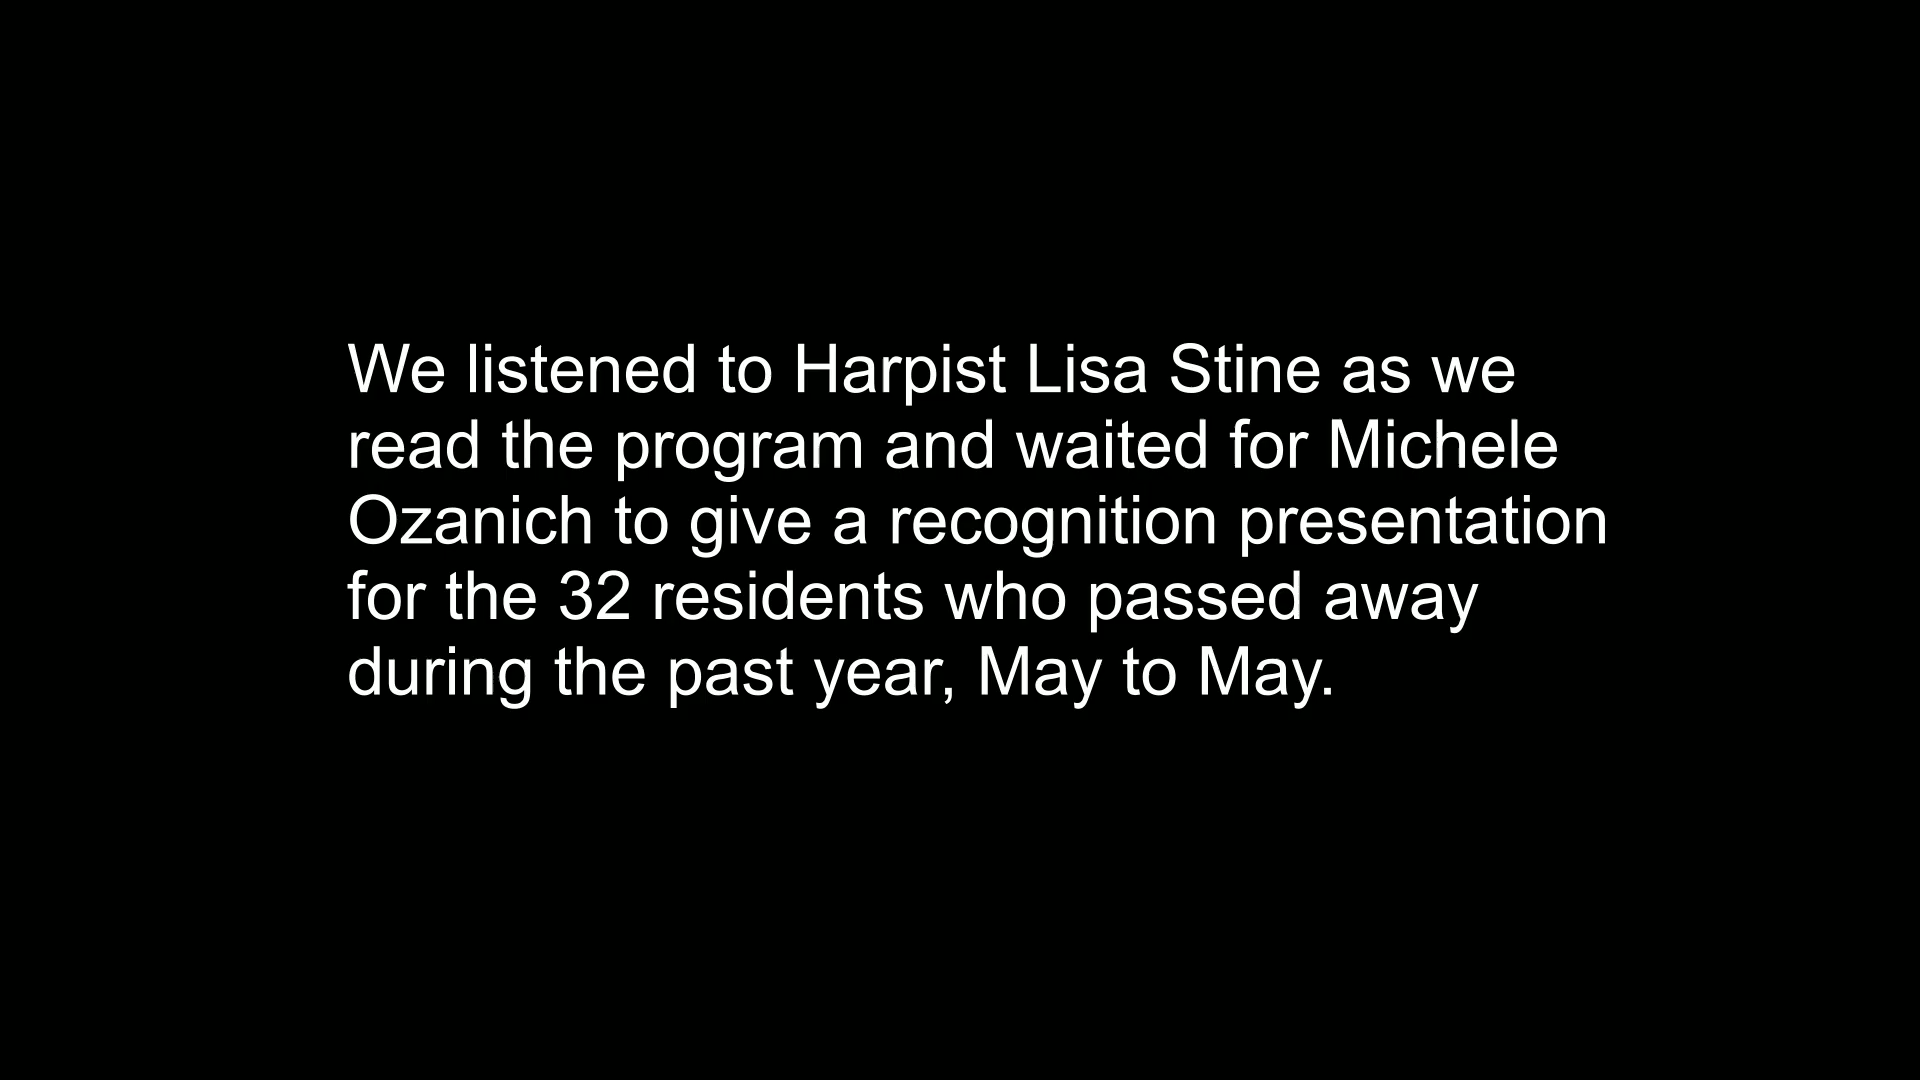 We listened to Harpist Lisa Stine as we
read the program and waited for Michele
Ozanich to give a recognition presentation
for the 32 residents who passed away
during the past year, May to May.